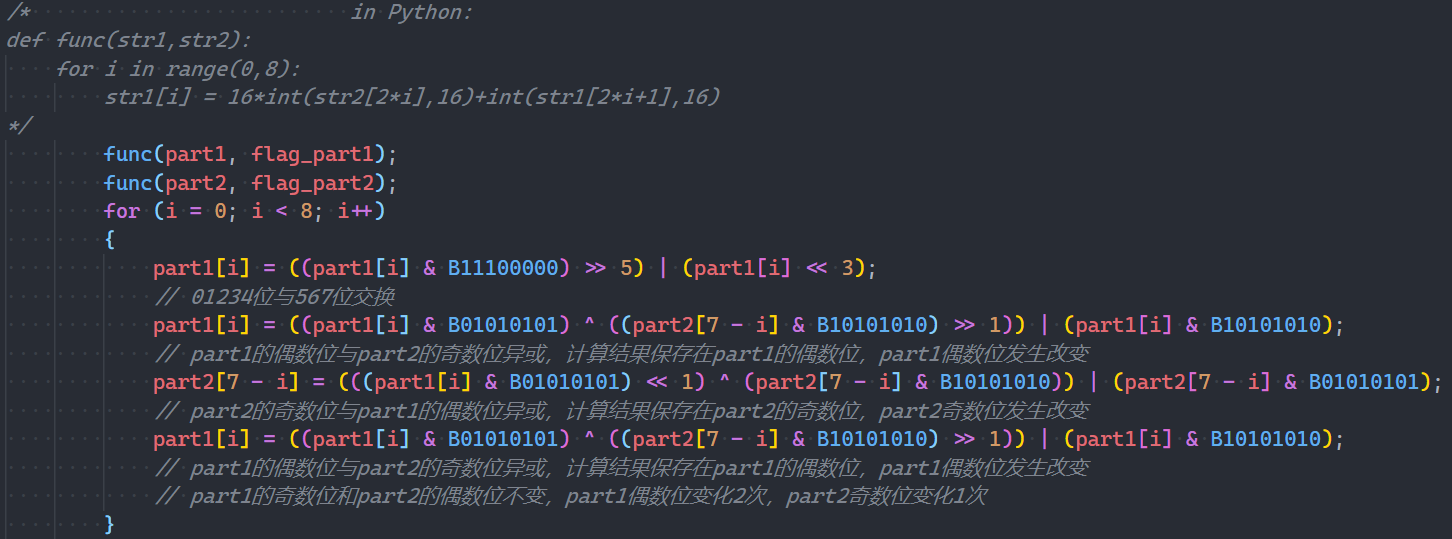 /* in Python:
def func(str1,str2):
    for i in range(0,8):
        str1[i] = 16*int(str2[2*i],16)+int(str1[2*i+1],16)
*/
        func(part1, flag_part1);
        func(part2, flag_part2);
        for (i = 0; i < 8; i++)
        {
            part1[i] = ((part1[i] & B11100000) >> 5) | (part1[i] << 3);
            // 01234位与567位交换
            part1[i] = ((part1[i] & B01010101) ^ ((part2[7 - i] & B10101010) >> 1)) | (part1[i] & B10101010);
            // part1的偶数位与part2的奇数位异或，计算结果保存在part1的偶数位，part1偶数位发生改变
            part2[7 - i] = (((part1[i] & B01010101) << 1) ^ (part2[7 - i] & B10101010)) | (part2[7 - i] & B01010101);
            // part2的奇数位与part1的偶数位异或，计算结果保存在part2的奇数位，part2奇数位发生改变
            part1[i] = ((part1[i] & B01010101) ^ ((part2[7 - i] & B10101010) >> 1)) | (part1[i] & B10101010);
            // part1的偶数位与part2的奇数位异或，计算结果保存在part1的偶数位，part1偶数位发生改变
            // part1的奇数位和part2的偶数位不变，part1偶数位变化2次，part2奇数位变化1次
        }